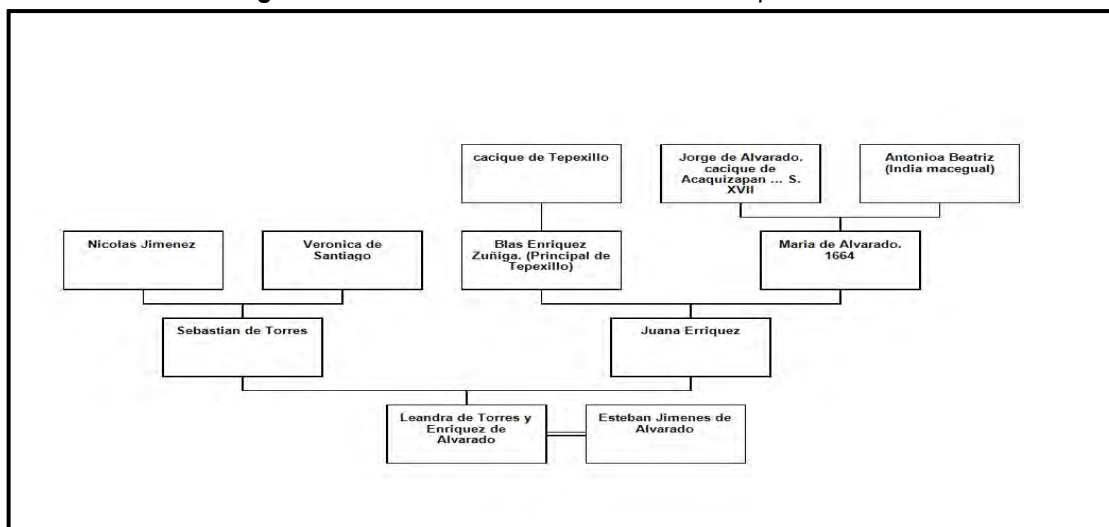 cacique de Tepexillo
Jorge de Alvarado.
cacique de
Acaquizapan ... S.
XVII
Antonioa Beatriz
(India macegual)
Nicolas Jimenez
Veronica de
Santiago
Blas Enriquez
Zuñiga. (Principal de
Tepexillo)
Maria de Alvarado.
1664
Sebastian de Torres
Juana Erriquez
Leandra de Torres y
Enriquez de
Alvarado
Esteban Jimenes de
Alvarado